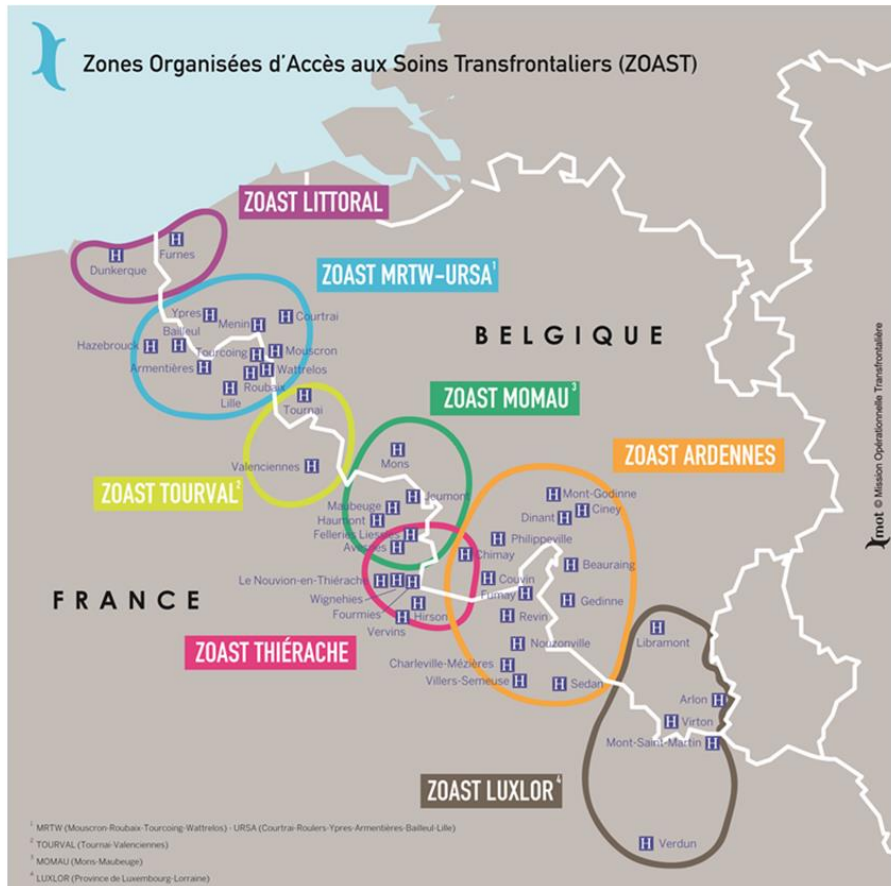 Zones Organisées d'Accès aux Soins Transfrontaliers (ZOAST)
ZOAST LITTORAL
Furnes
Dunkerque
ZOAST MRTW-URSA¹
Ypres
Courtrai
Menin
Bailleul
Hazebrouck
Tourcoing
Mouscron
Armentières
Wattrelos
Roubaix
Lille
BELGIQUE
Tournai
ZOAST MOMAU³
Valenciennes
ZOAST TOURVAL²
Mons
ZOAST ARDENNES
Jeumont
Maubeuge
Haumont
Felleries Liessies
Avesnes
Mont-Godinne
Ciney
Dinant
Philippeville
Chimay
Beauraing
Couvin
Fumay
Gedinne
Revin
Nouzonville
Charleville-Mézières
Villers-Semeuse
Sedan
Le Nouvion-en-Thiérache
Wignehies
Fourmies
Hirson
Vervins
FRANCE
ZOAST THIÉRACHE
Libramont
Arlon
Virton
Mont-Saint-Martin
ZOAST LUXLOR⁴
Verdun
mot © Mission Opérationnelle Transfrontalière
¹ MRTW (Mouscron-Roubaix-Tourcoing-Wattrelos) - URSA (Courtrai-Roulers-Ypres-Armentières-Bailleul-Lille)
² TOURVAL (Tournai-Valenciennes)
³ MOMAU (Mons-Maubeuge)
⁴ LUXLOR (Province de Luxembourg-Lorraine)